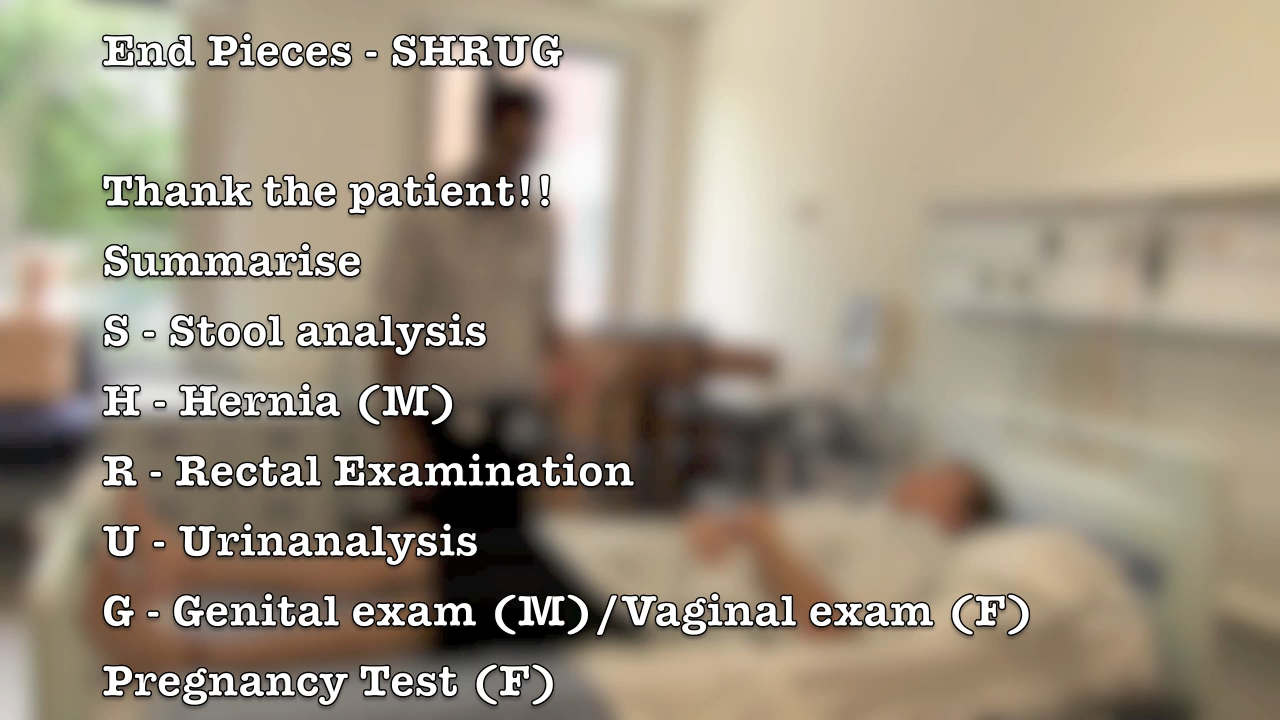 End Pieces - SHRUG
Thank the patient!!
Summarise
S - Stool analysis
H - Hernia (M)
R - Rectal Examination
U - Urinanalysis
G - Genital exam (M)/Vaginal exam (F)
Pregnancy Test (F)